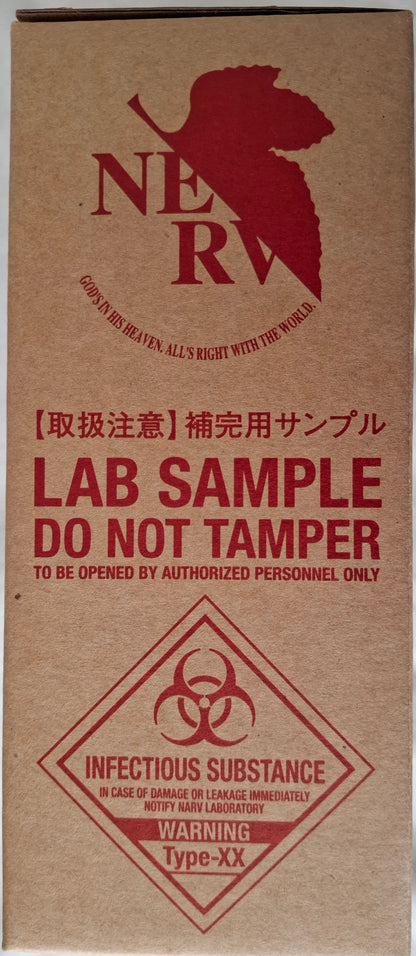 NERV
GOD'S IN HIS HEAVEN. ALL'S RIGHT WITH THE WORLD.
【取扱注意】補完用サンプル
LAB SAMPLE
DO NOT TAMPER
TO BE OPENED BY AUTHORIZED PERSONNEL ONLY
INFECTIOUS SUBSTANCE
IN CASE OF DAMAGE OR LEAKAGE IMMEDIATELY
NOTIFY NARV LABORATORY
WARNING
Type-XX